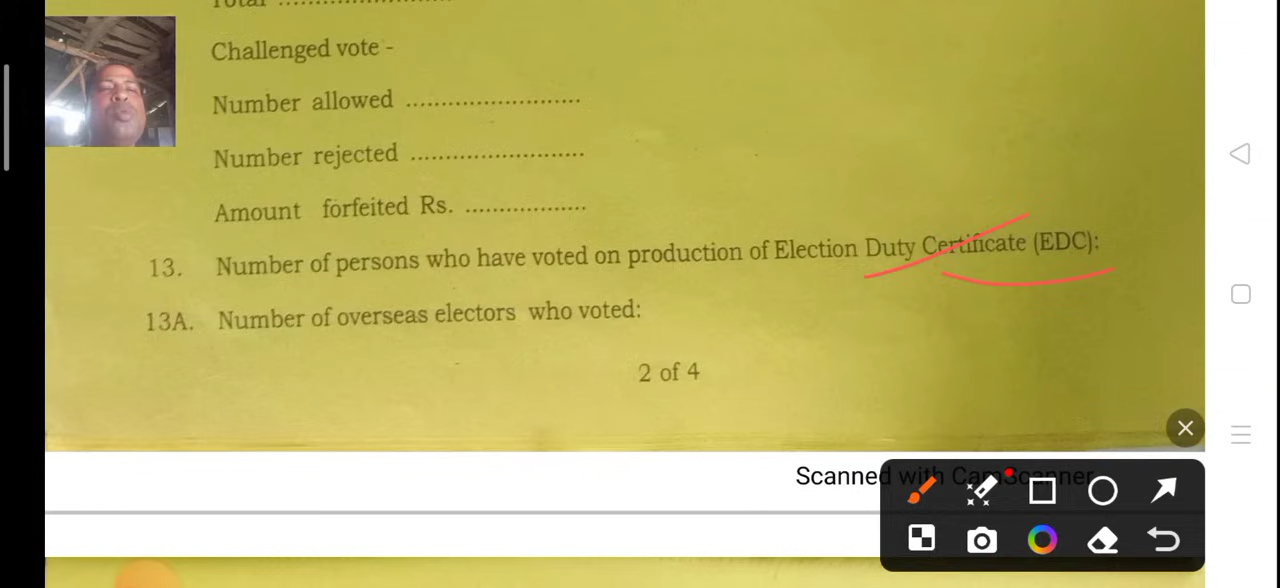 Total ........................
Challenged vote -
Number allowed .........................
Number rejected .........................
Amount forfeited Rs. .................
13. Number of persons who have voted on production of Election Duty Certificate (EDC):
13A. Number of overseas electors who voted:
2 of 4
Scanned with CamScanner